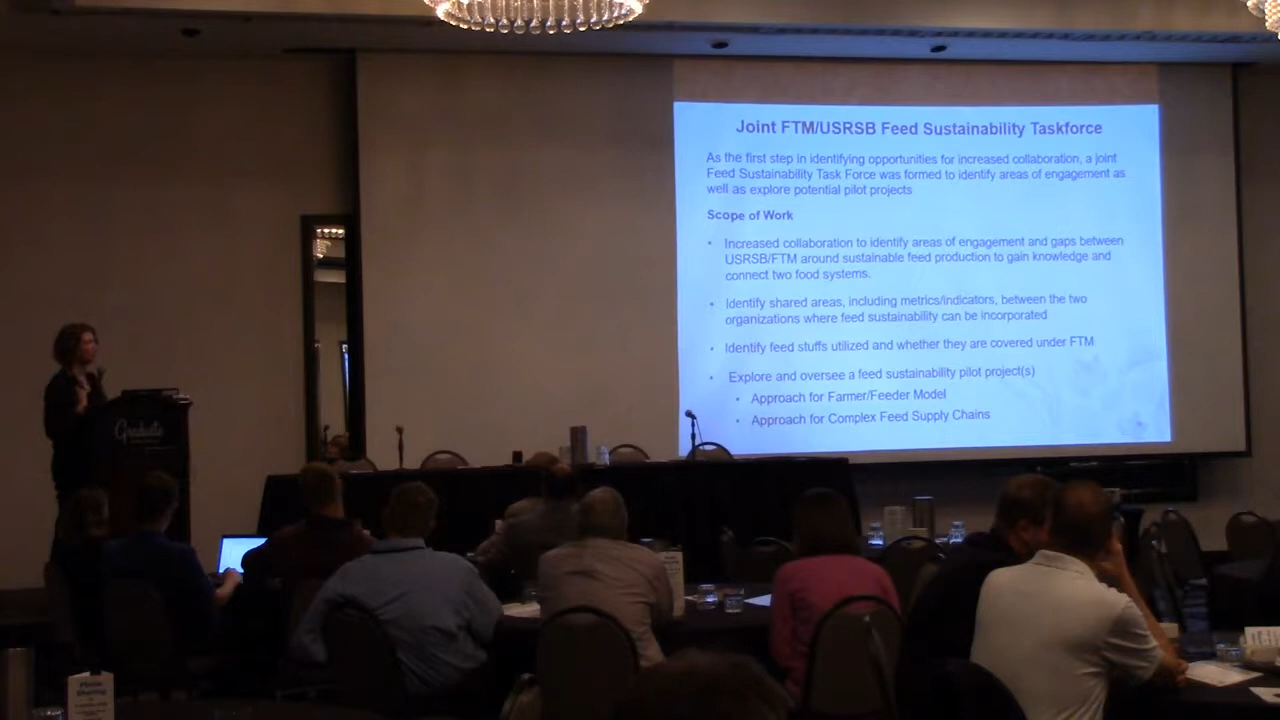 Joint FTM/USRSB Feed Sustainability Taskforce
As the first step in identifying opportunities for increased collaboration, a joint
Feed Sustainability Task Force was formed to identify areas of engagement as
well as explore potential pilot projects
Scope of Work
• Increased collaboration to identify areas of engagement and gaps between
USRSB/FTM around sustainable feed production to gain knowledge and
connect two food systems.
• Identify shared areas, including metrics/indicators, between the two
organizations where feed sustainability can be incorporated
• Identify feed stuffs utilized and whether they are covered under FTM
• Explore and oversee a feed sustainability pilot project(s)
• Approach for Farmer/Feeder Model
• Approach for Complex Feed Supply Chains
Graduate